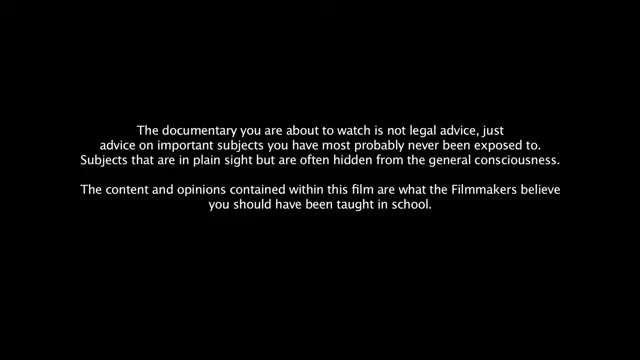 The documentary you are about to watch is not legal advice, just
advice on important subjects you have most probably never been exposed to.
Subjects that are in plain sight but are often hidden from the general consciousness.
The content and opinions contained within this film are what the Filmmakers believe
you should have been taught in school.